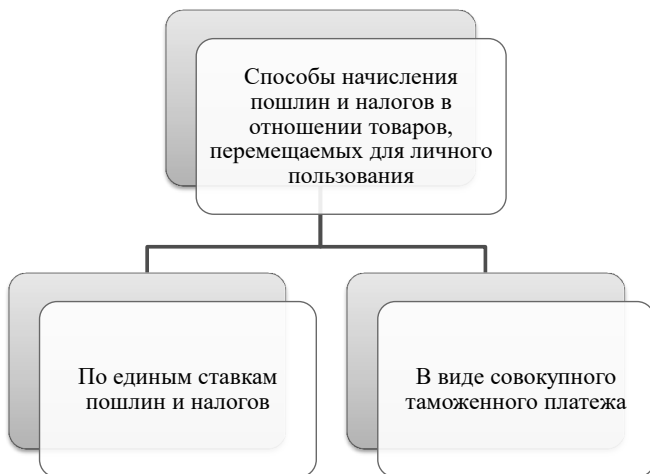 Способы начисления
пошлин и налогов в
отношении товаров,
перемещаемых для личного
пользования
По единым ставкам
пошлин и налогов
В виде совокупного
таможенного платежа